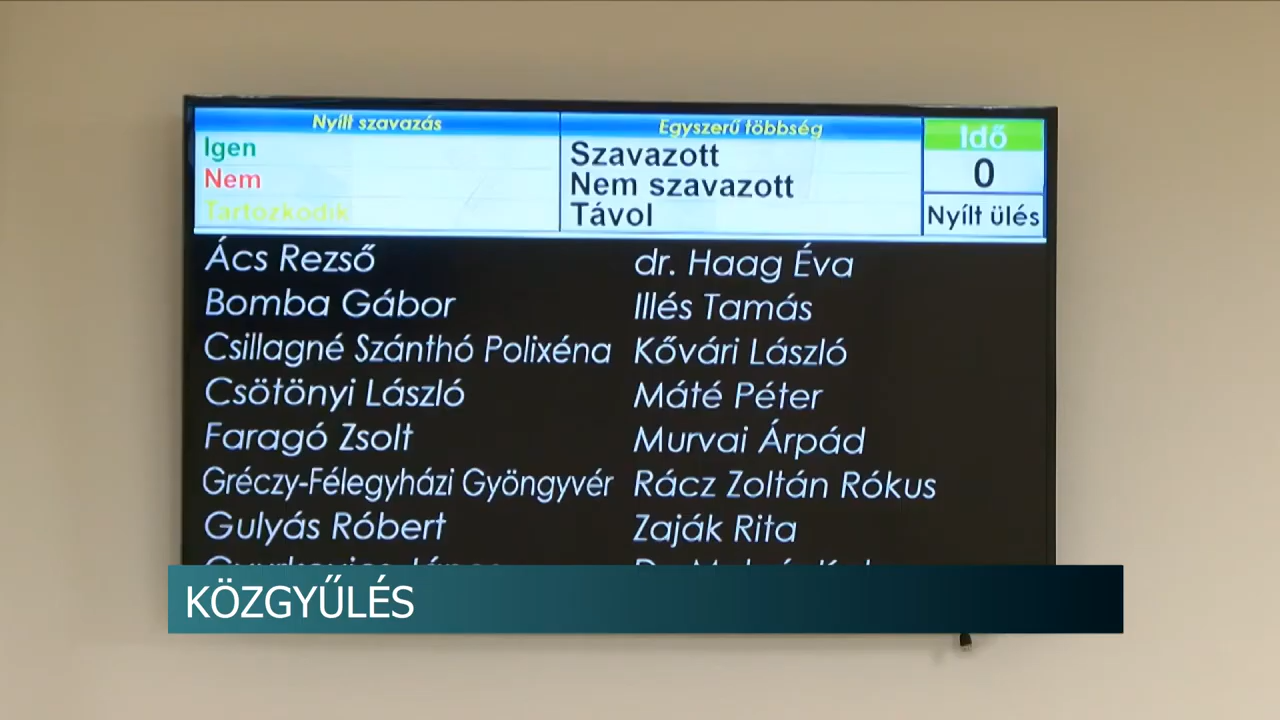 Nyílt szavazás
Igen
Nem
Tartozkodik
Egyszerű többség
Szavazott
Nem szavazott
Távol
Idő
0
Nyílt ülés
Ács Rezső
Bomba Gábor
Csillagné Szánthó Polixéna
Csötönyi László
Faragó Zsolt
Gréczy-Félegyházi Gyöngyvér
Gulyás Róbert
dr. Haag Éva
Illés Tamás
Kővári László
Máté Péter
Murvai Árpád
Rácz Zoltán Rókus
Zaják Rita
KÖZGYŰLÉS